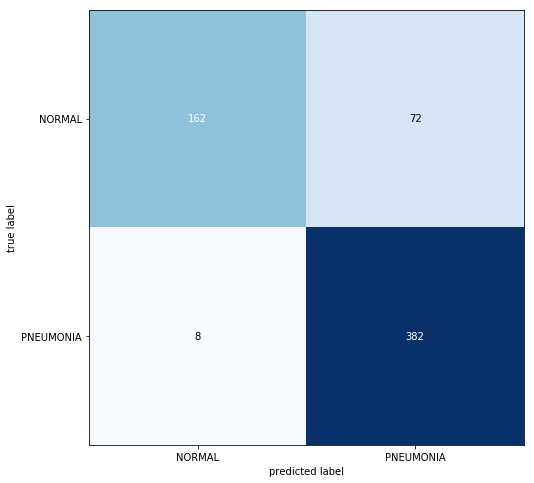 true label
NORMAL
162
72
PNEUMONIA
8
382
NORMAL
PNEUMONIA
predicted label